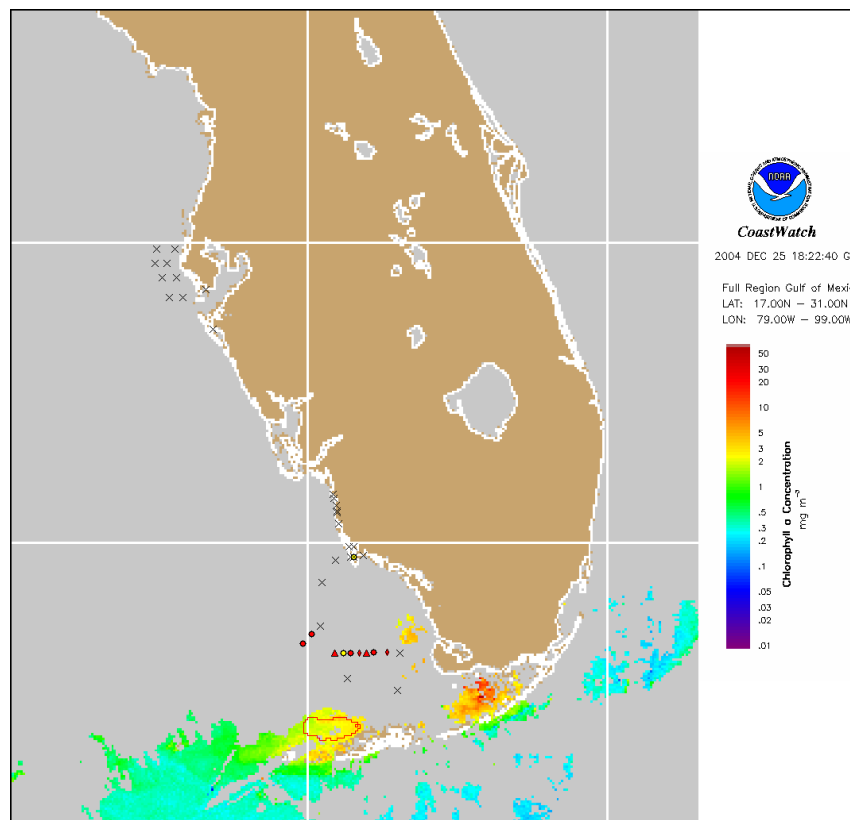 NOAA
CoastWatch
2004 DEC 25 18:22:40 G
Full Region Gulf of Mexi
LAT: 17.00N – 31.00N
LON: 79.00W – 99.00W
50
30
20
10
5
3
2
1
.5
.3
.2
.1
.05
.03
.02
.01
Chlorophyll a Concentration
mg m⁻³